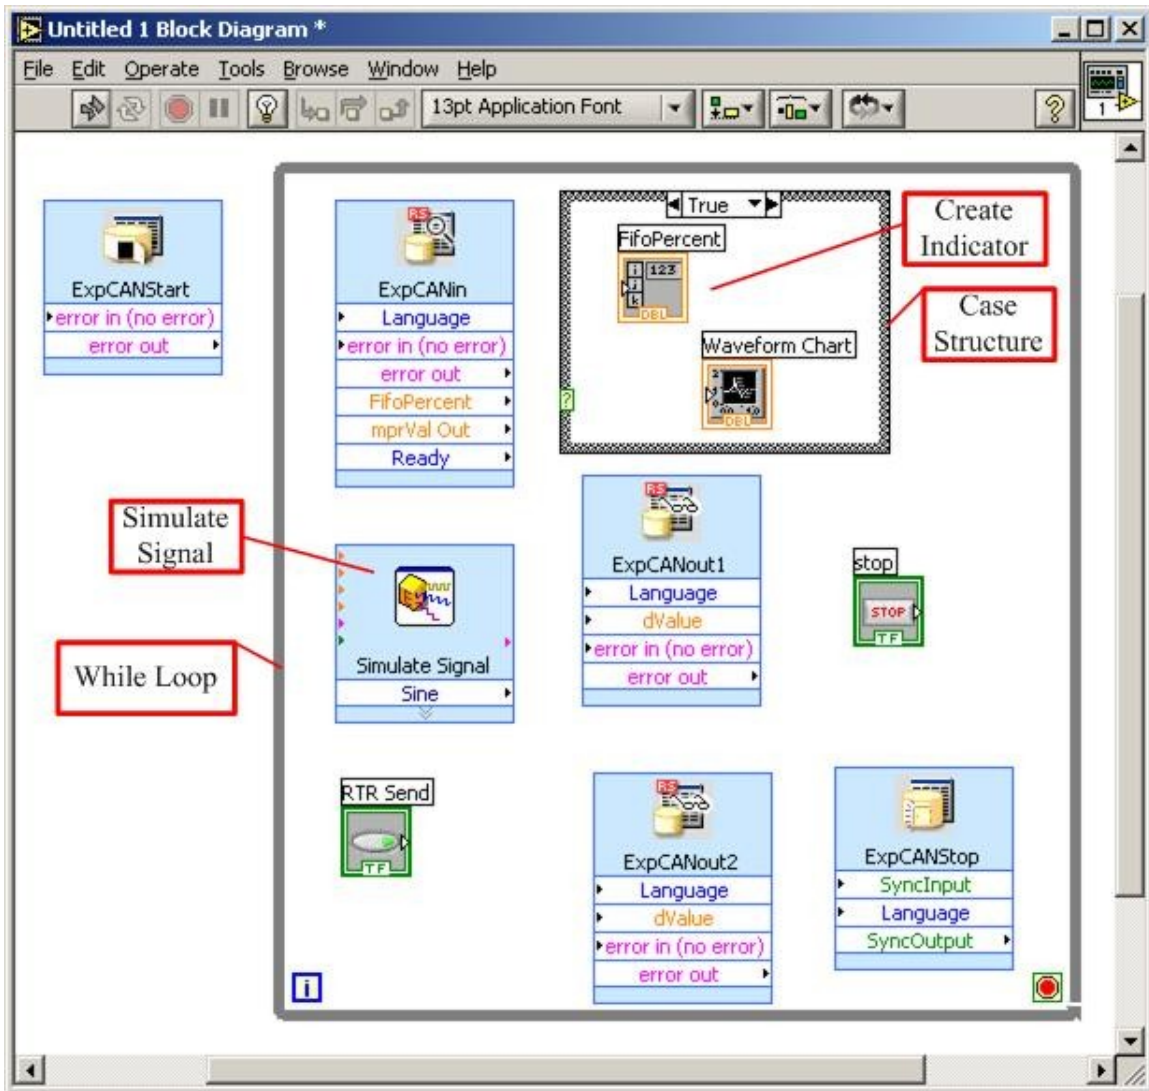 Untitled 1 Block Diagram *
File Edit Operate Tools Browse Window Help
13pt Application Font
1
ExpCANStart
error in (no error)
error out
RS
ExpCANin
Language
error in (no error)
error out
FifoPercent
mprVal Out
Ready
True
FifoPercent
i 123
j
k
DBL
Waveform Chart
DBL
?
Create
Indicator
Case
Structure
Simulate
Signal
While Loop
Simulate Signal
Sine
RS
ExpCANout1
Language
dValue
error in (no error)
error out
stop
STOP
TF
RTR Send
TF
RS
ExpCANout2
Language
dValue
error in (no error)
error out
ExpCANStop
SyncInput
Language
SyncOutput
i